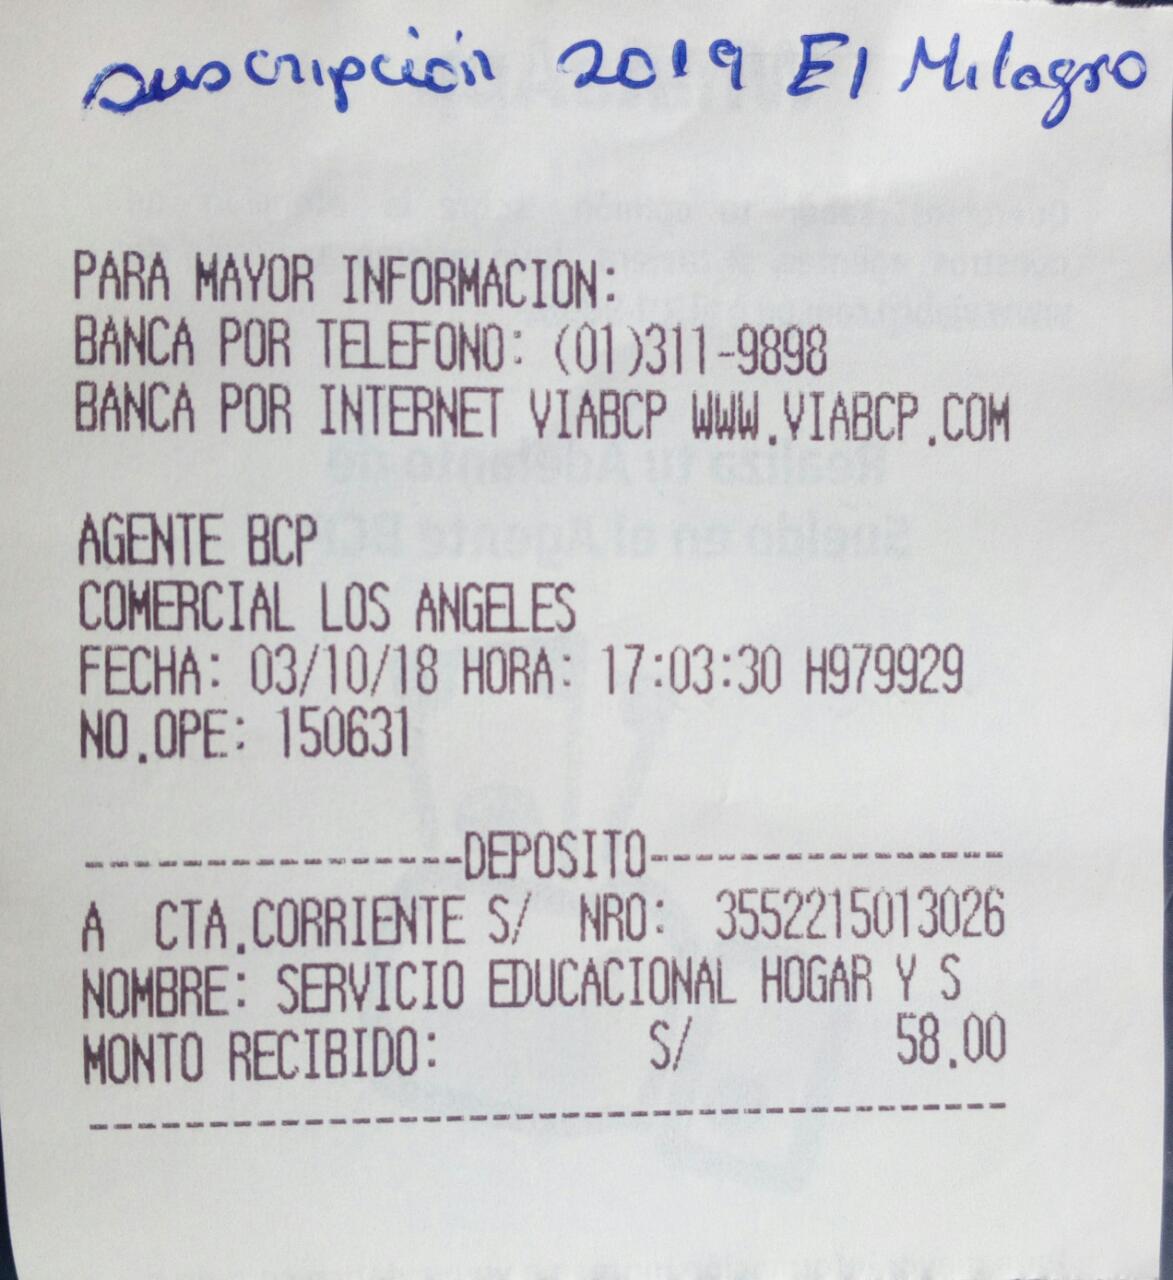 suscripción 2019 El Milagro
PARA MAYOR INFORMACION:
BANCA POR TELEFONO: (01)311-9898
BANCA POR INTERNET VIABCP WWW.VIABCP.COM
AGENTE BCP
COMERCIAL LOS ANGELES
FECHA: 03/10/18 HORA: 17:03:30 H979929
NO.OPE: 150631
----------------DEPOSITO---------------
A CTA.CORRIENTE S/ NRO: 3552215013026
NOMBRE: SERVICIO EDUCACIONAL HOGAR Y S
MONTO RECIBIDO: S/ 58.00
---------------------------------------